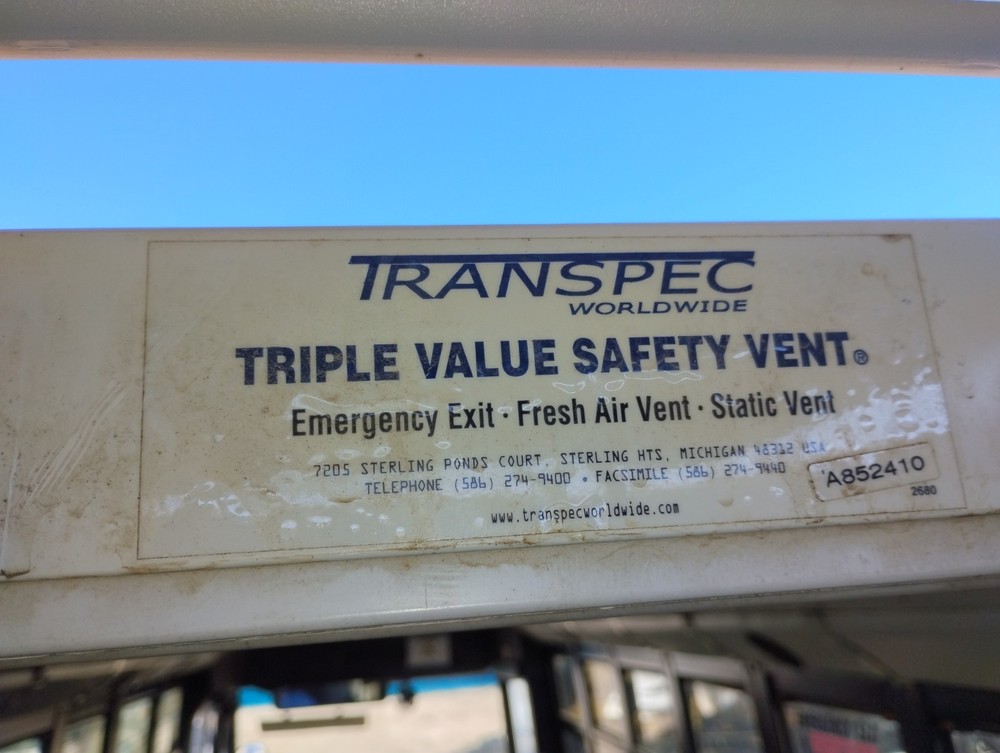 TRANSPEC
WORLDWIDE
TRIPLE VALUE SAFETY VENT®
Emergency Exit · Fresh Air Vent · Static Vent
7205 STERLING PONDS COURT, STERLING HTS, MICHIGAN 48312 USA
TELEPHONE (586) 274-9400 • FACSIMILE (586) 274-9440
A852410
2680
www.transpecworldwide.com